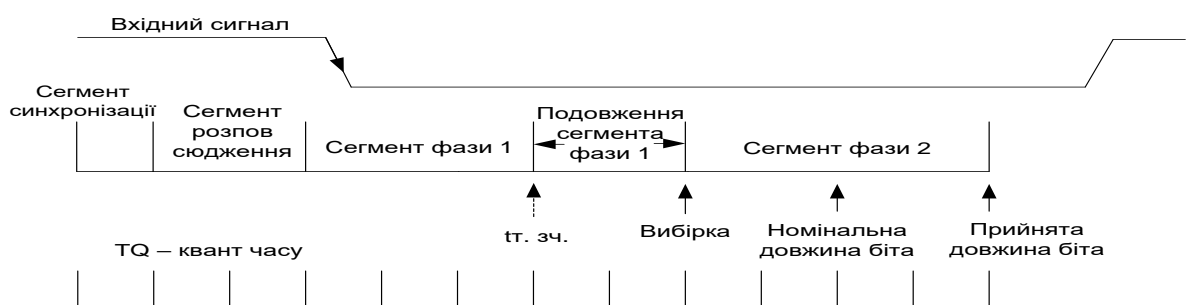 Вхідний сигнал
Сегмент
синхронізації
Сегмент
розпов
сюдження
Сегмент фази 1
Подовження
сегмента
фази 1
Сегмент фази 2
tт. зч.
Вибірка
Номінальна
довжина біта
Прийнята
довжина біта
TQ – квант часу